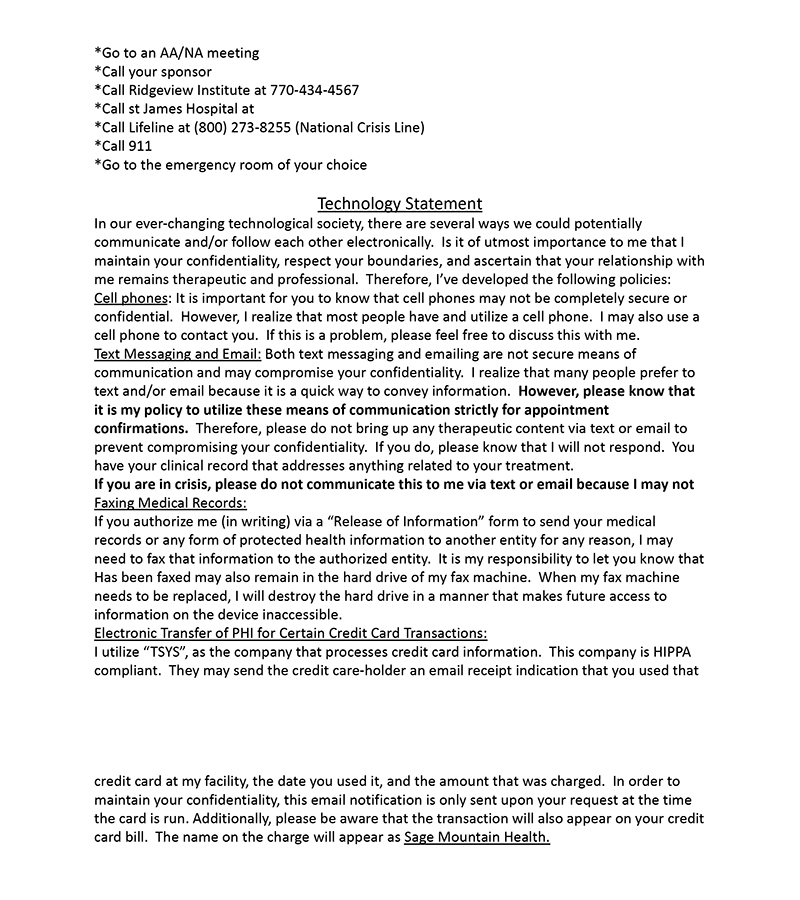 *Go to an AA/NA meeting
*Call your sponsor
*Call Ridgeview Institute at 770-434-4567
*Call st James Hospital at
*Call Lifeline at (800) 273-8255 (National Crisis Line)
*Call 911
*Go to the emergency room of your choice
Technology Statement
In our ever-changing technological society, there are several ways we could potentially
communicate and/or follow each other electronically.  Is it of utmost importance to me that I
maintain your confidentiality, respect your boundaries, and ascertain that your relationship with
me remains therapeutic and professional.  Therefore, I’ve developed the following policies:
Cell phones: It is important for you to know that cell phones may not be completely secure or
confidential.  However, I realize that most people have and utilize a cell phone.  I may also use a
cell phone to contact you.  If this is a problem, please feel free to discuss this with me.
Text Messaging and Email: Both text messaging and emailing are not secure means of
communication and may compromise your confidentiality.  I realize that many people prefer to
text and/or email because it is a quick way to convey information.  However, please know that
it is my policy to utilize these means of communication strictly for appointment
confirmations.  Therefore, please do not bring up any therapeutic content via text or email to
prevent compromising your confidentiality.  If you do, please know that I will not respond.  You
have your clinical record that addresses anything related to your treatment.
If you are in crisis, please do not communicate this to me via text or email because I may not
Faxing Medical Records:
If you authorize me (in writing) via a “Release of Information” form to send your medical
records or any form of protected health information to another entity for any reason, I may
need to fax that information to the authorized entity.  It is my responsibility to let you know that
Has been faxed may also remain in the hard drive of my fax machine.  When my fax machine
needs to be replaced, I will destroy the hard drive in a manner that makes future access to
information on the device inaccessible.
Electronic Transfer of PHI for Certain Credit Card Transactions:
I utilize “TSYS”, as the company that processes credit card information.  This company is HIPPA
compliant.  They may send the credit care-holder an email receipt indication that you used that
credit card at my facility, the date you used it, and the amount that was charged.  In order to
maintain your confidentiality, this email notification is only sent upon your request at the time
the card is run. Additionally, please be aware that the transaction will also appear on your credit
card bill.  The name on the charge will appear as Sage Mountain Health.